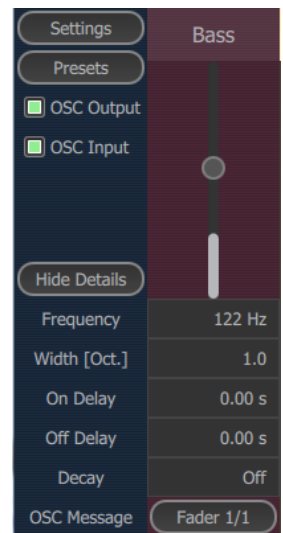 Settings
Bass
Presets
OSC Output
OSC Input
Hide Details
Frequency 122 Hz
Width [Oct.] 1.0
On Delay 0.00 s
Off Delay 0.00 s
Decay Off
OSC Message Fader 1/1